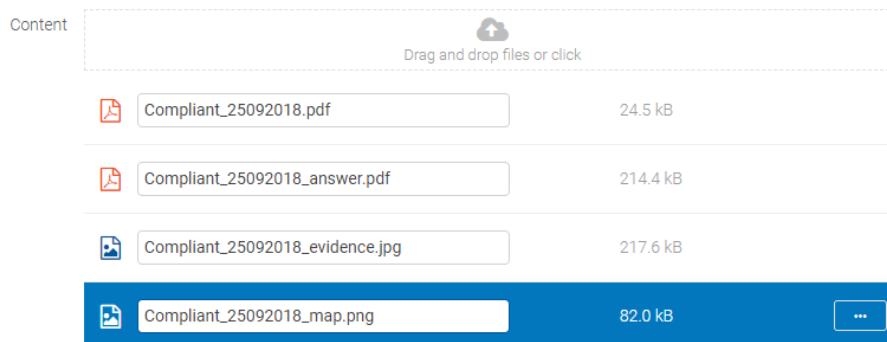 Content
Drag and drop files or click
Compliant_25092018.pdf 24.5 kB
Compliant_25092018_answer.pdf 214.4 kB
Compliant_25092018_evidence.jpg 217.6 kB
Compliant_25092018_map.png 82.0 kB ...